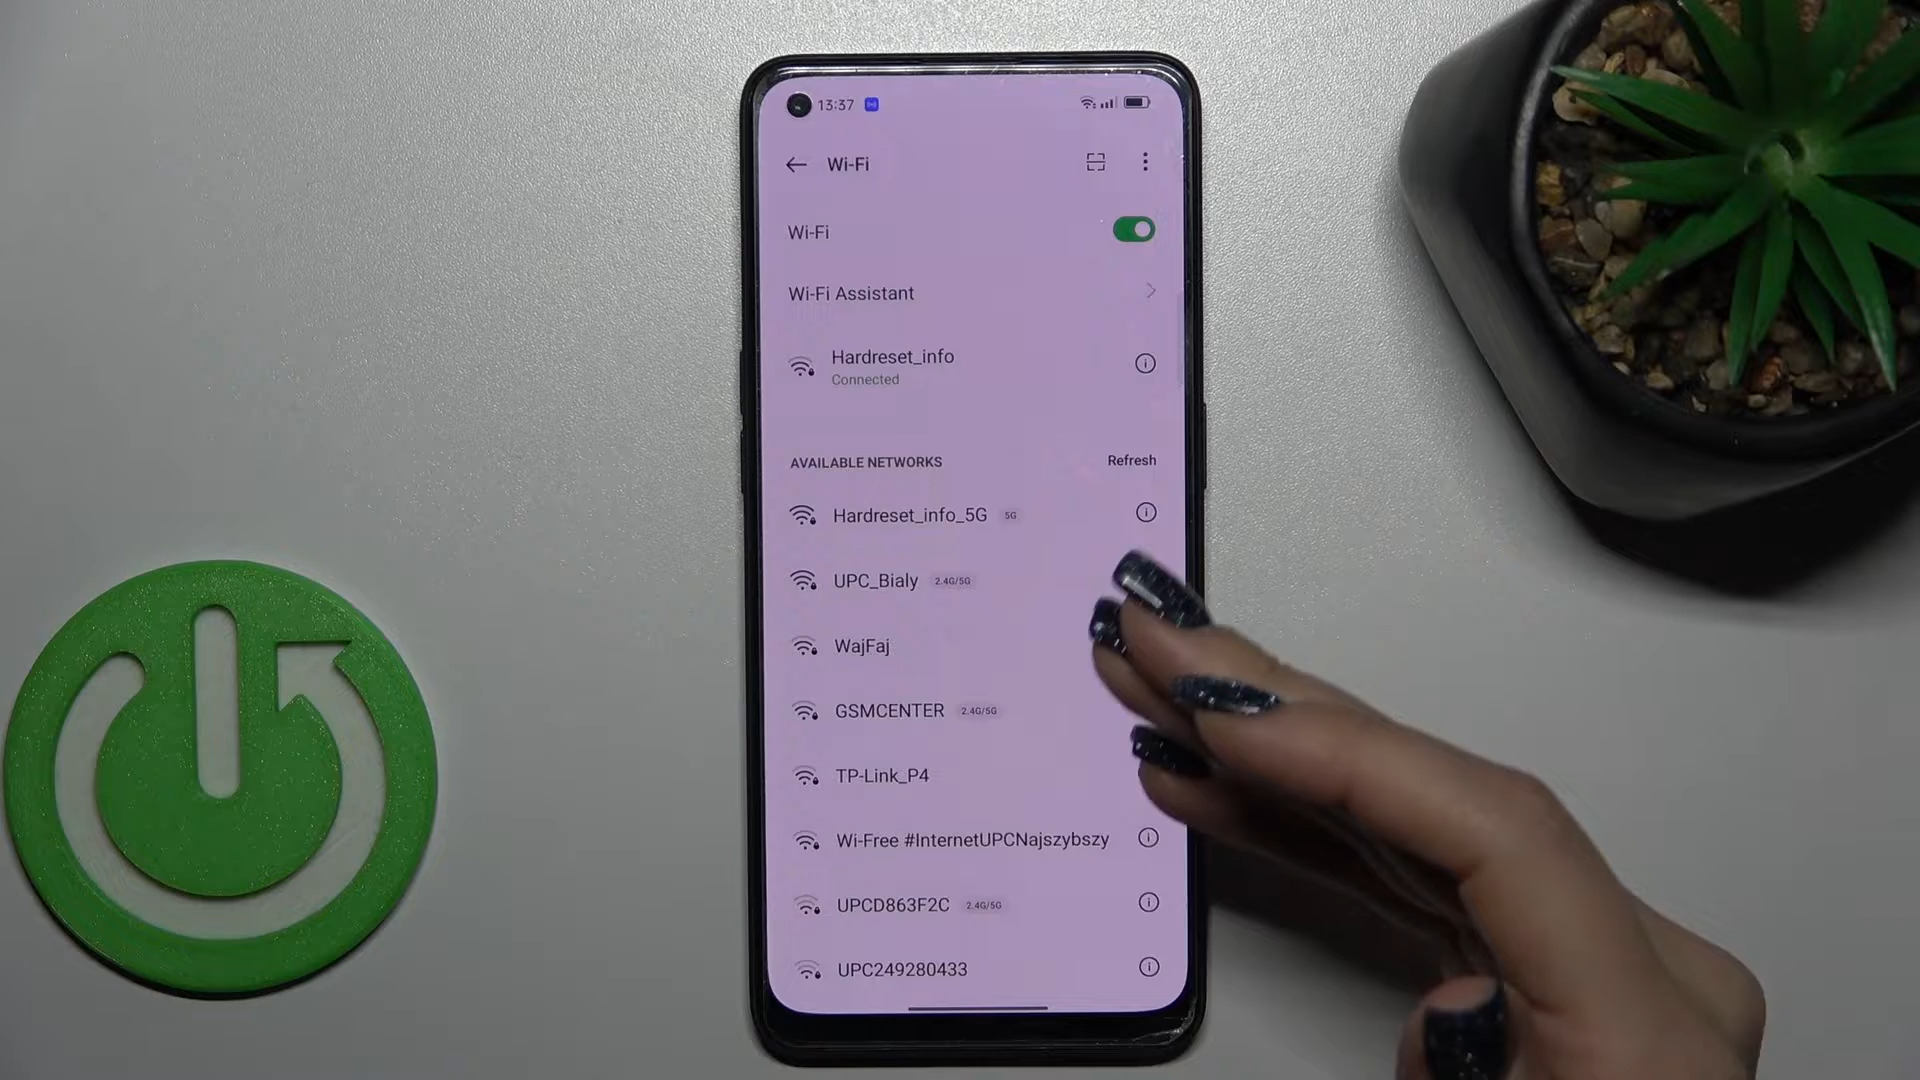 13:37
Wi-Fi
Wi-Fi
Wi-Fi Assistant
Hardreset_info
Connected
AVAILABLE NETWORKS Refresh
Hardreset_info_5G 5G
UPC_Bialy 2.4G/5G
WajFaj
GSMCENTER 2.4G/5G
TP-Link_P4
Wi-Free #InternetUPCNajszybszy
UPCD863F2C 2.4G/5G
UPC249280433